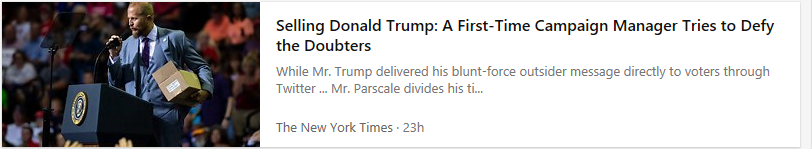 Selling Donald Trump: A First-Time Campaign Manager Tries to Defy
the Doubters
While Mr. Trump delivered his blunt-force outsider message directly to voters through
Twitter ... Mr. Parscale divides his ti...
The New York Times · 23h